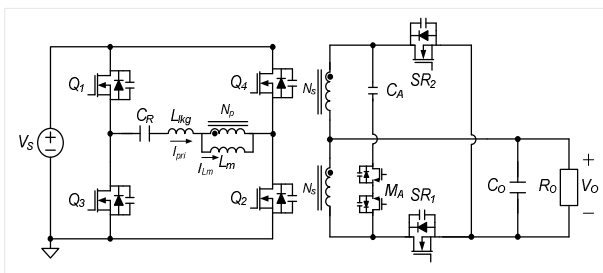 Q1
Q4
CR
Llkg
Np
Ns
CA
SR2
VS
Ipri
ILm
Lm
Q3
Q2
Ns
MA
SR1
CO
RO
+
VO
−